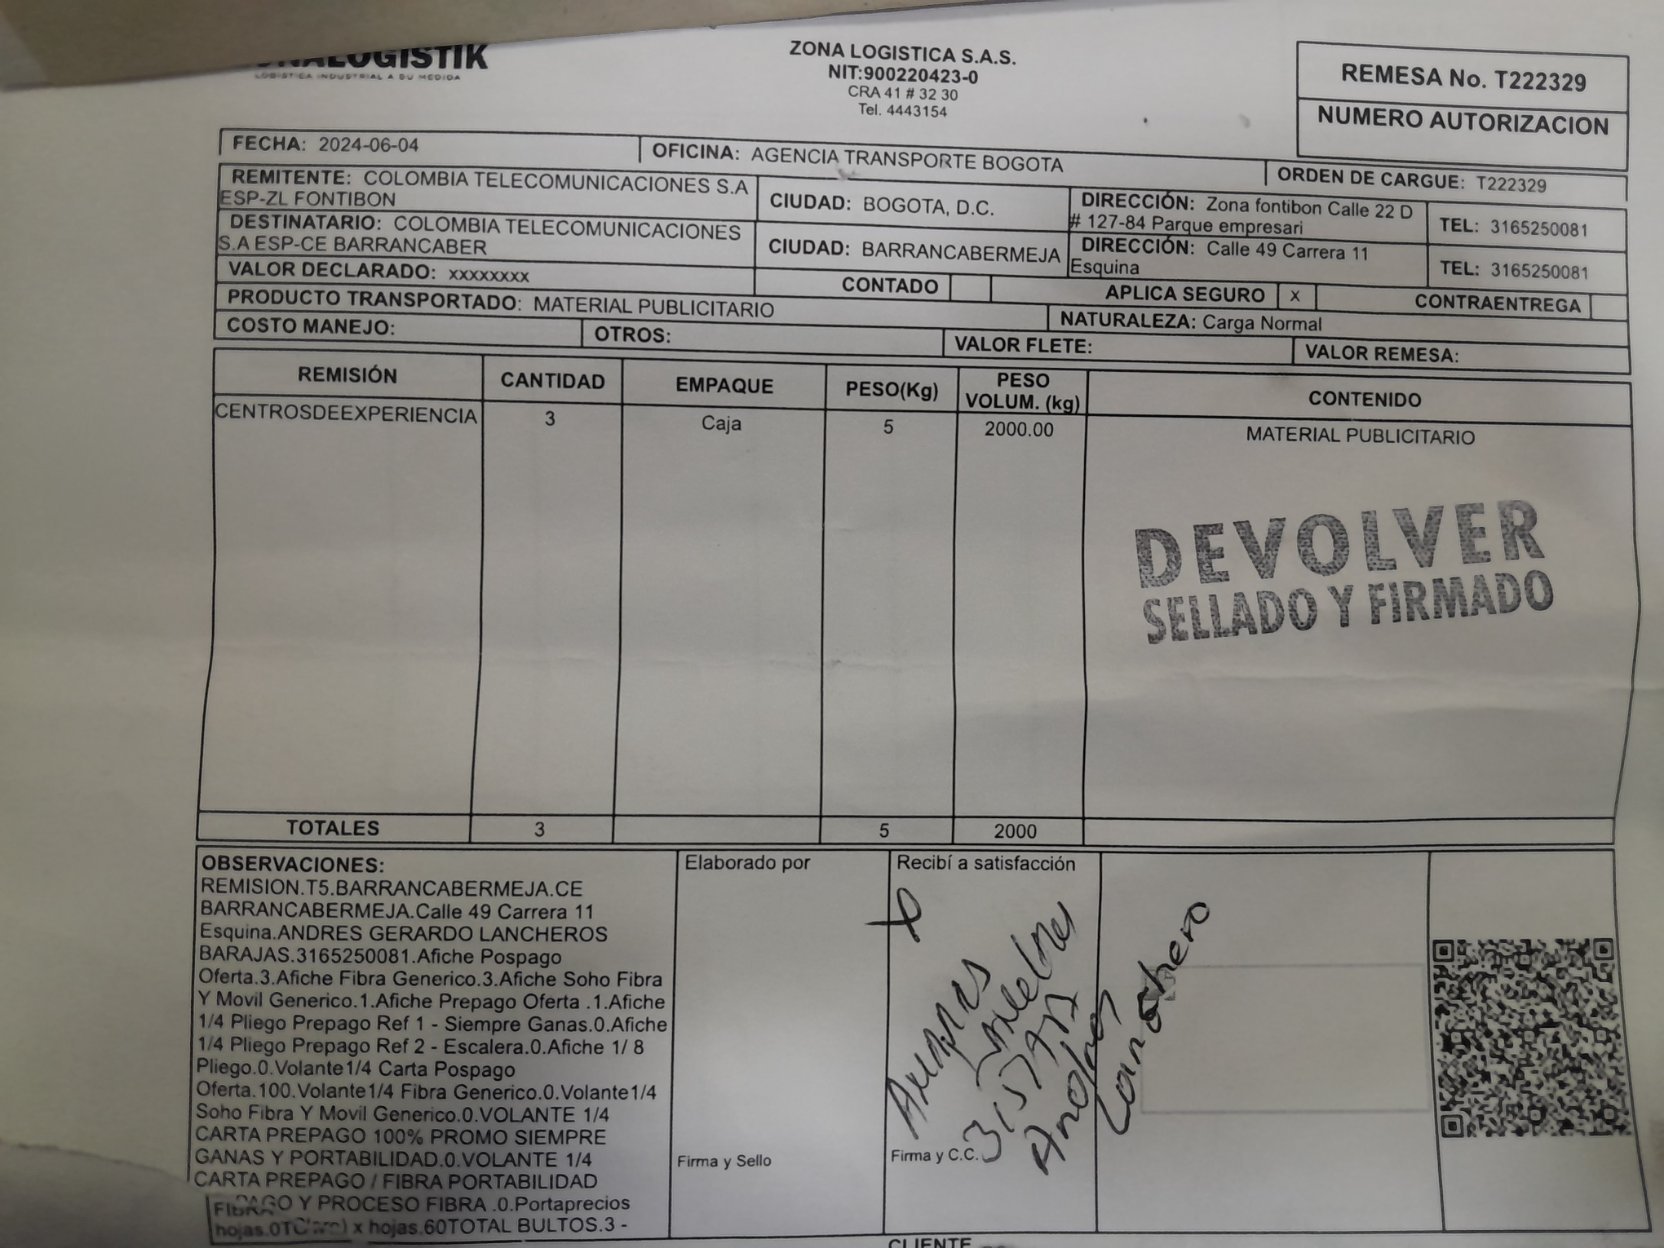 NALOGISTIK
LOGISTICA INDUSTRIAL A SU MEDIDA
ZONA LOGISTICA S.A.S.
NIT:900220423-0
CRA 41 # 32 30
Tel. 4443154
REMESA No. T222329
NUMERO AUTORIZACION
FECHA: 2024-06-04
OFICINA: AGENCIA TRANSPORTE BOGOTA
ORDEN DE CARGUE: T222329
REMITENTE: COLOMBIA TELECOMUNICACIONES S.A
ESP-ZL FONTIBON
CIUDAD: BOGOTA, D.C.
DIRECCIÓN: Zona fontibon Calle 22 D
# 127-84 Parque empresari
TEL: 3165250081
DESTINATARIO: COLOMBIA TELECOMUNICACIONES
S.A ESP-CE BARRANCABER
CIUDAD: BARRANCABERMEJA
DIRECCIÓN: Calle 49 Carrera 11
Esquina
TEL: 3165250081
VALOR DECLARADO: xxxxxxxx
CONTADO
APLICA SEGURO x
CONTRAENTREGA
PRODUCTO TRANSPORTADO: MATERIAL PUBLICITARIO
NATURALEZA: Carga Normal
COSTO MANEJO:
OTROS:
VALOR FLETE:
VALOR REMESA:
REMISIÓN CANTIDAD EMPAQUE PESO(Kg) PESO VOLUM. (kg) CONTENIDO
CENTROSDEEXPERIENCIA 3 Caja 5 2000.00 MATERIAL PUBLICITARIO
DEVOLVER
SELLADO Y FIRMADO
TOTALES 3 5 2000
OBSERVACIONES:
REMISION.T5.BARRANCABERMEJA.CE
BARRANCABERMEJA.Calle 49 Carrera 11
Esquina.ANDRES GERARDO LANCHEROS
BARAJAS.3165250081.Afiche Pospago
Oferta.3.Afiche Fibra Generico.3.Afiche Soho Fibra
Y Movil Generico.1.Afiche Prepago Oferta .1.Afiche
1/4 Pliego Prepago Ref 1 - Siempre Ganas.0.Afiche
1/4 Pliego Prepago Ref 2 - Escalera.0.Afiche 1/ 8
Pliego.0.Volante1/4 Carta Pospago
Oferta.100.Volante1/4 Fibra Generico.0.Volante1/4
Soho Fibra Y Movil Generico.0.VOLANTE 1/4
CARTA PREPAGO 100% PROMO SIEMPRE
GANAS Y PORTABILIDAD.0.VOLANTE 1/4
CARTA PREPAGO / FIBRA PORTABILIDAD
PAGO Y PROCESO FIBRA .0.Portaprecios
x hojas.60TOTAL BULTOS.3 -
Elaborado por
Firma y Sello
Recibí a satisfacción
X
Firma y C.C.
Andres
Lanchero
CLIENTE